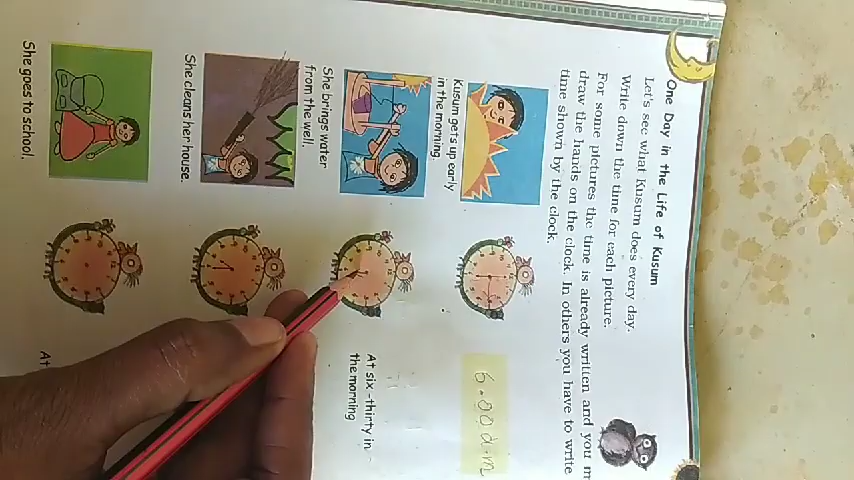 One Day in the Life of Kusum
Let's see what Kusum does every day.
Write down the time for each picture.
For some pictures the time is already written and you m
draw the hands on the clock. In others you have to write
time shown by the clock.
Kusum gets up early
in the morning.
6.00 a.m
She brings water
from the well.
At six-thirty in
the morning
She cleans her house.
She goes to school.
At